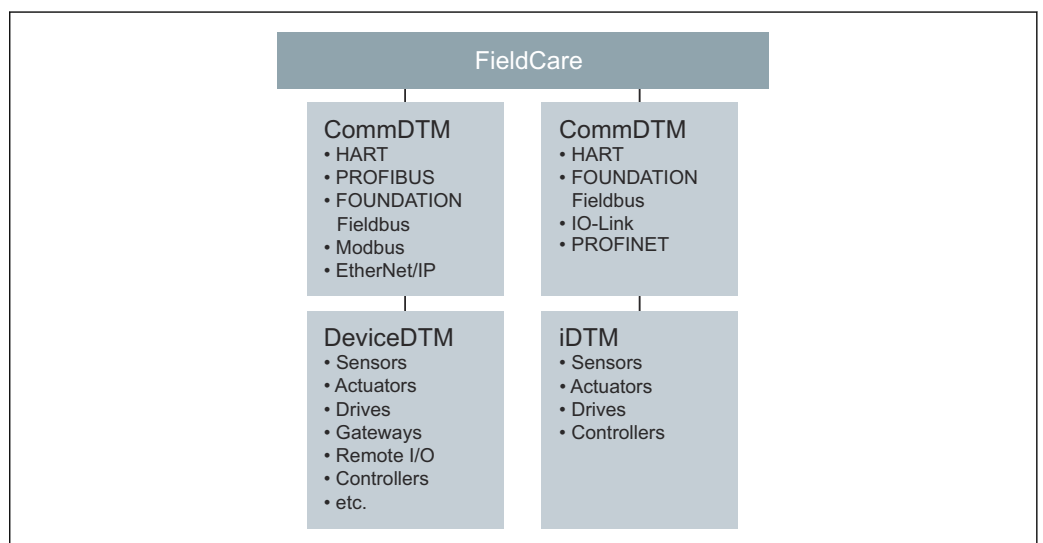 FieldCare
CommDTM
• HART
• PROFIBUS
• FOUNDATION
Fieldbus
• Modbus
• EtherNet/IP
CommDTM
• HART
• FOUNDATION
Fieldbus
• IO-Link
• PROFINET
DeviceDTM
• Sensors
• Actuators
• Drives
• Gateways
• Remote I/O
• Controllers
• etc.
iDTM
• Sensors
• Actuators
• Drives
• Controllers